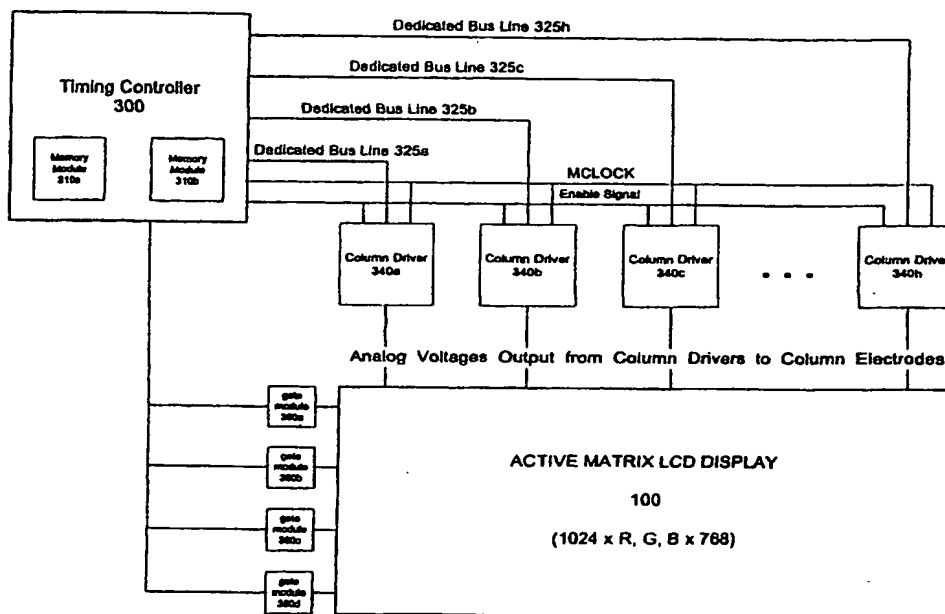 Dedicated Bus Line 325h
Dedicated Bus Line 325c
Timing Controller
300
Dedicated Bus Line 325b
Dedicated Bus Line 325a
Memory
Module
310a
Memory
Module
310b
MCLOCK
Enable Signal
Column Driver
340a
Column Driver
340b
Column Driver
340c
. . .
Column Driver
340h
Analog Voltages Output from Column Drivers to Column Electrodes
gate
module
360a
gate
module
360b
gate
module
360c
gate
module
360d
ACTIVE MATRIX LCD DISPLAY
100
(1024 x R, G, B x 768)